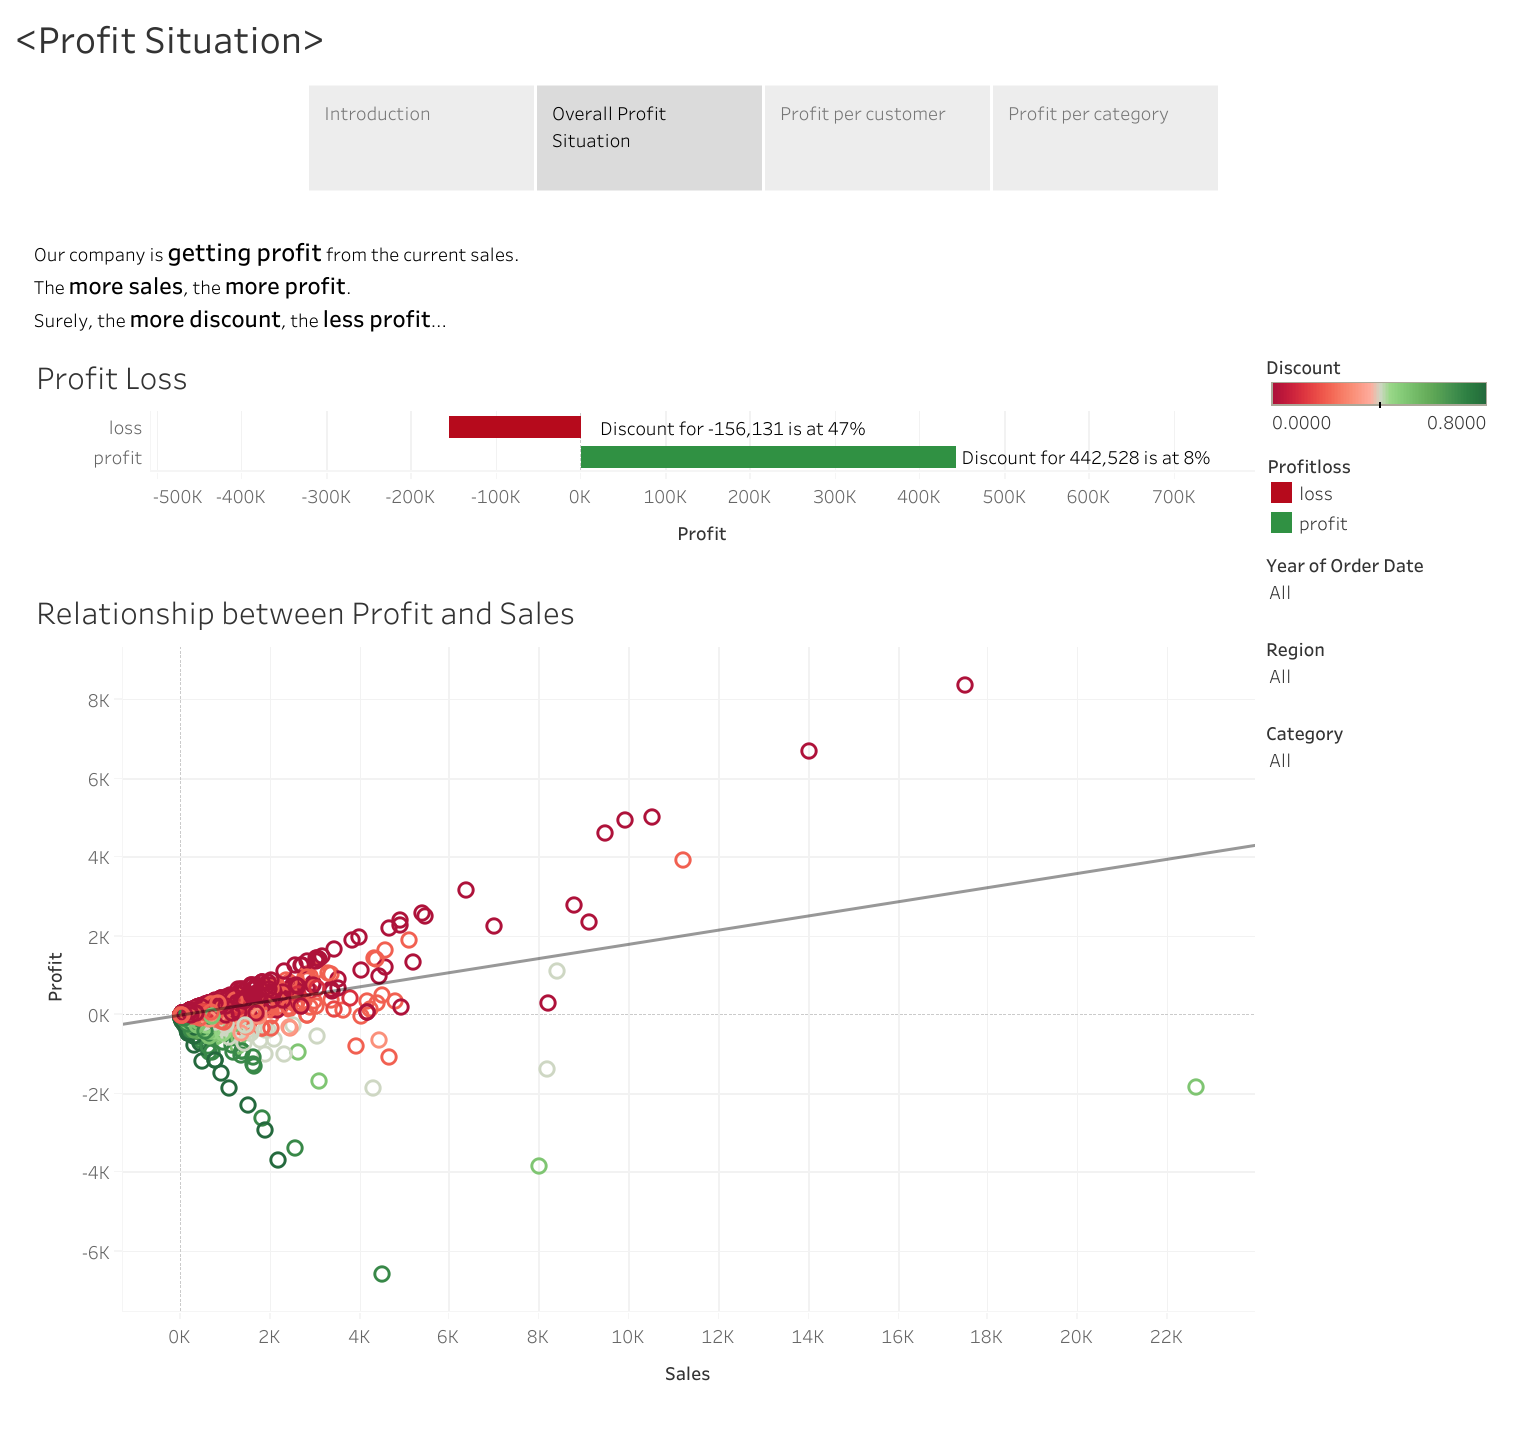 <Profit Situation>
Introduction
Overall Profit
Situation
Profit per customer
Profit per category
Our company is getting profit from the current sales.
The more sales, the more profit.
Surely, the more discount, the less profit...
Profit Loss
loss
Discount for -156,131 is at 47%
profit
Discount for 442,528 is at 8%
-500K -400K -300K -200K -100K 0K 100K 200K 300K 400K 500K 600K 700K
Profit
Discount
0.0000 0.8000
Profitloss
loss
profit
Year of Order Date
All
Region
All
Category
All
Relationship between Profit and Sales
8K
6K
4K
2K
0K
-2K
-4K
-6K
Profit
0K 2K 4K 6K 8K 10K 12K 14K 16K 18K 20K 22K
Sales